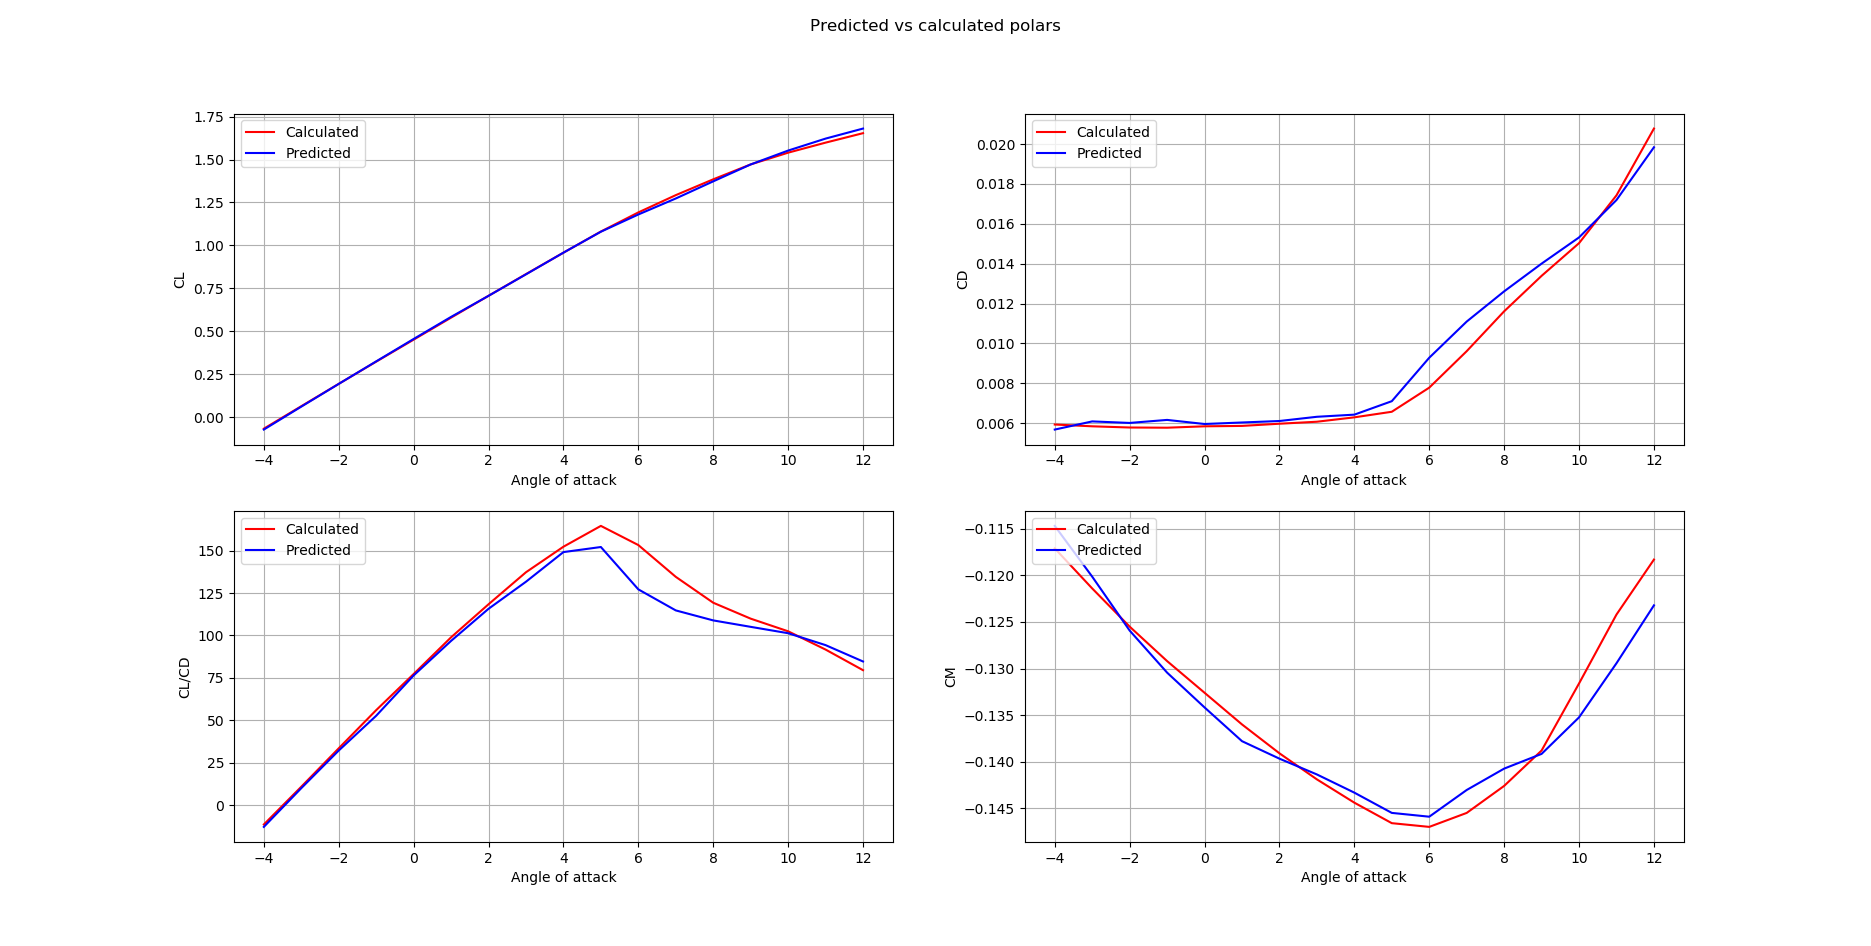 Predicted vs calculated polars
Calculated
Predicted
1.75
1.50
1.25
1.00
0.75
0.50
0.25
0.00
CL
−4 −2 0 2 4 6 8 10 12
Angle of attack
Calculated
Predicted
0.020
0.018
0.016
0.014
0.012
0.010
0.008
0.006
CD
−4 −2 0 2 4 6 8 10 12
Angle of attack
Calculated
Predicted
150
125
100
75
50
25
0
CL/CD
−4 −2 0 2 4 6 8 10 12
Angle of attack
Calculated
Predicted
−0.115
−0.120
−0.125
−0.130
−0.135
−0.140
−0.145
CM
−4 −2 0 2 4 6 8 10 12
Angle of attack